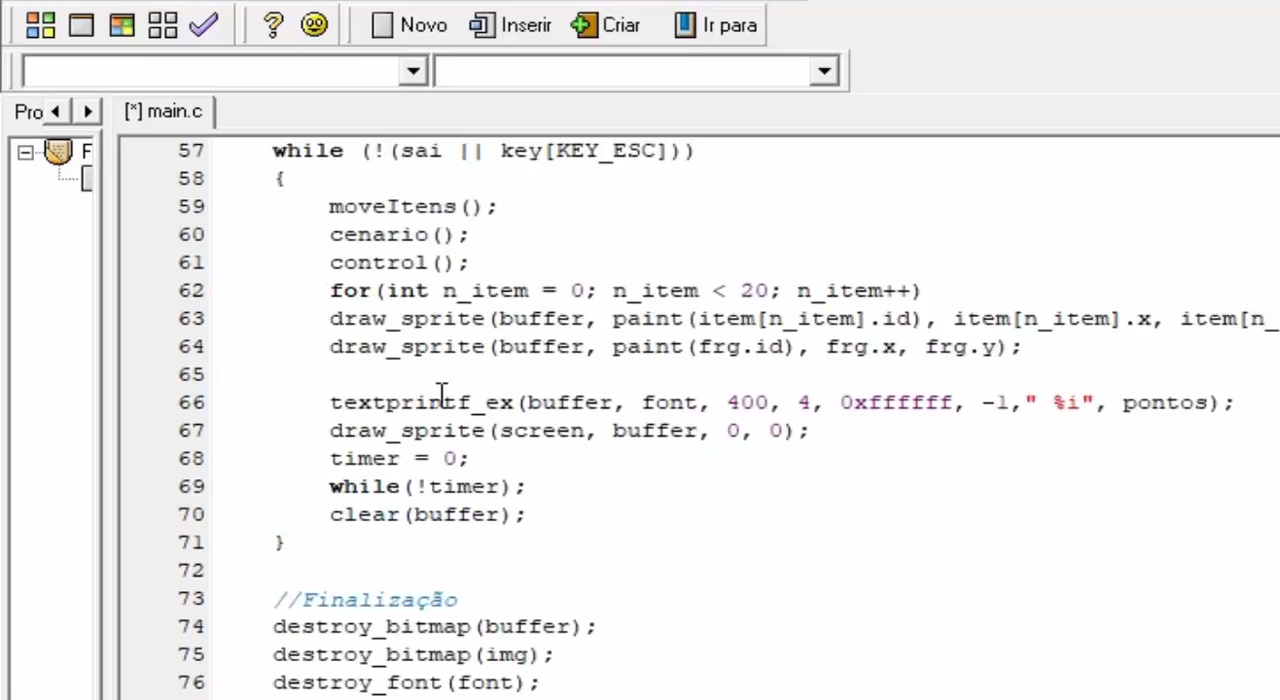 Novo Inserir Criar Ir para
Pro [*] main.c
F
57 while (!(sai || key[KEY_ESC]))
58 {
59 moveItens();
60 cenario();
61 control();
62 for(int n_item = 0; n_item < 20; n_item++)
63 draw_sprite(buffer, paint(item[n_item].id), item[n_item].x, item[n_
64 draw_sprite(buffer, paint(frg.id), frg.x, frg.y);
65
66 textprintf_ex(buffer, font, 400, 4, 0xffffff, -1," %i", pontos);
67 draw_sprite(screen, buffer, 0, 0);
68 timer = 0;
69 while(!timer);
70 clear(buffer);
71 }
72
73 //Finalização
74 destroy_bitmap(buffer);
75 destroy_bitmap(img);
76 destroy_font(font);